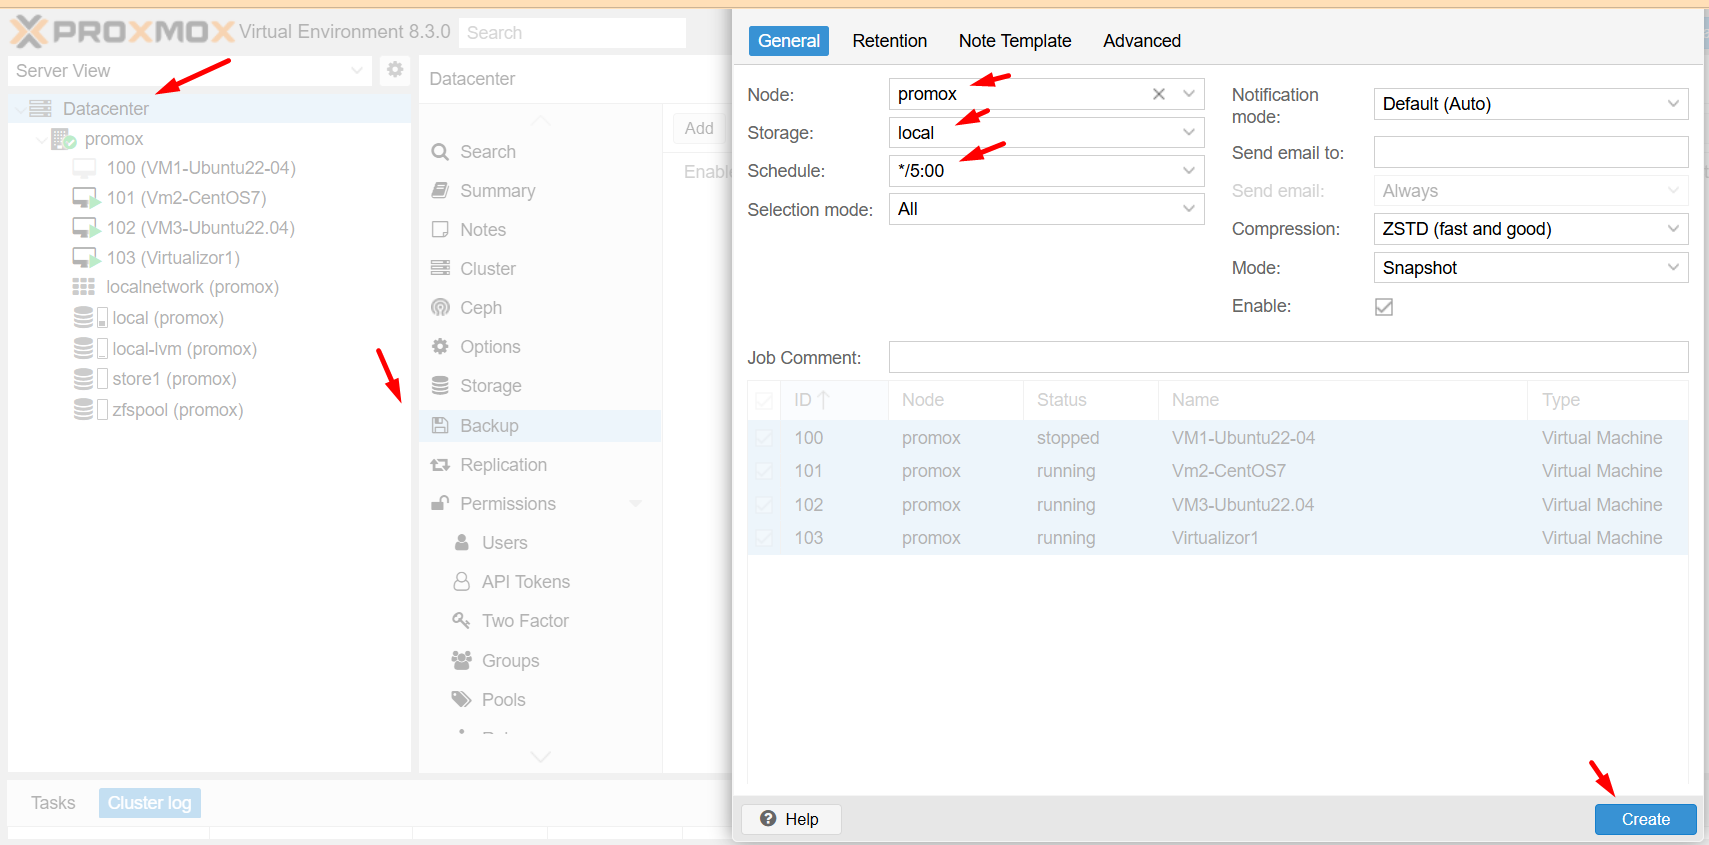 PROXMOX Virtual Environment 8.3.0 Search
Server View
Datacenter
promox
100 (VM1-Ubuntu22-04)
101 (Vm2-CentOS7)
102 (VM3-Ubuntu22.04)
103 (Virtualizor1)
localnetwork (promox)
local (promox)
local-lvm (promox)
store1 (promox)
zfspool (promox)
Datacenter
Search
Summary
Notes
Cluster
Ceph
Options
Storage
Backup
Replication
Permissions
Users
API Tokens
Two Factor
Groups
Pools
Add
General Retention Note Template Advanced
Node: promox
Storage: local
Schedule: */5:00
Selection mode: All
Notification mode: Default (Auto)
Send email to:
Send email: Always
Compression: ZSTD (fast and good)
Mode: Snapshot
Enable:
Job Comment:
ID Node Status Name Type
100 promox stopped VM1-Ubuntu22-04 Virtual Machine
101 promox running Vm2-CentOS7 Virtual Machine
102 promox running VM3-Ubuntu22.04 Virtual Machine
103 promox running Virtualizor1 Virtual Machine
Help Create
Tasks Cluster log